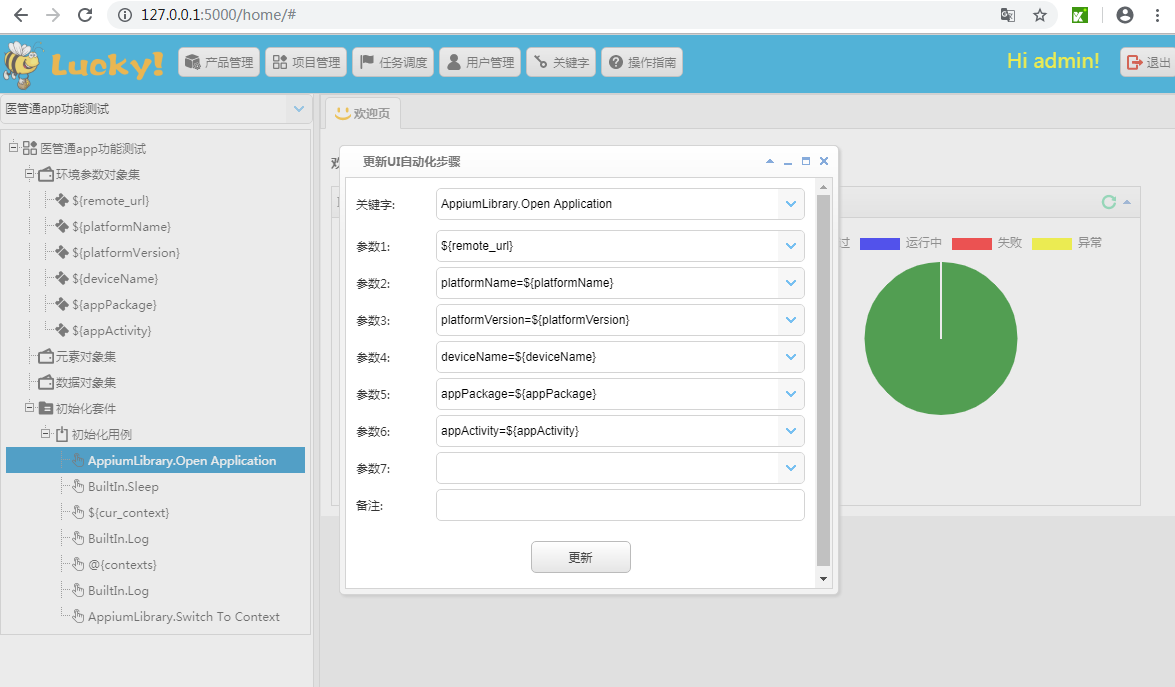 127.0.0.1:5000/home/#
Lucky!
产品管理
项目管理
任务调度
用户管理
关键字
操作指南
Hi admin!
退出
医管通app功能测试
欢迎页
医管通app功能测试
环境参数对象集
${remote_url}
${platformName}
${platformVersion}
${deviceName}
${appPackage}
${appActivity}
元素对象集
数据对象集
初始化套件
初始化用例
AppiumLibrary.Open Application
BuiltIn.Sleep
${cur_context}
BuiltIn.Log
@{contexts}
BuiltIn.Log
AppiumLibrary.Switch To Context
欢
过
运行中
失败
异常
更新UI自动化步骤
关键字: AppiumLibrary.Open Application
参数1: ${remote_url}
参数2: platformName=${platformName}
参数3: platformVersion=${platformVersion}
参数4: deviceName=${deviceName}
参数5: appPackage=${appPackage}
参数6: appActivity=${appActivity}
参数7:
备注:
更新